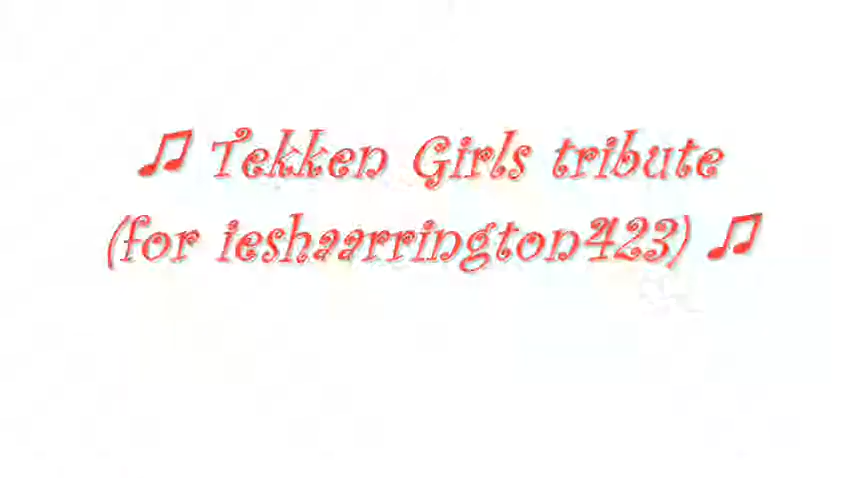 ♫ Tekken Girls tribute
(for ieshaarrington423) ♫